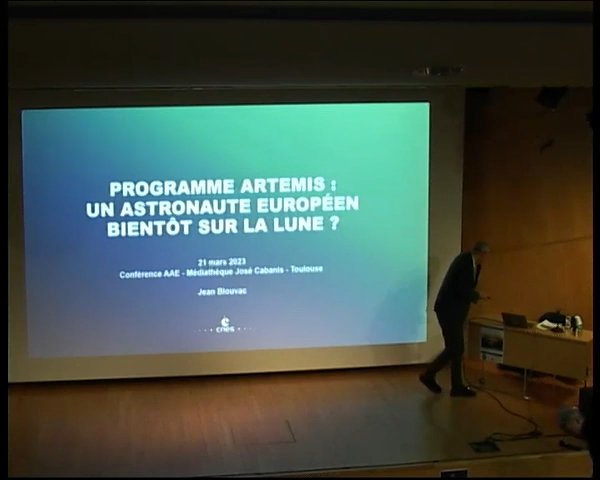 PROGRAMME ARTEMIS :
UN ASTRONAUTE EUROPÉEN
BIENTÔT SUR LA LUNE ?
21 mars 2023
Conférence AAE - Médiathèque José Cabanis - Toulouse
Jean Blouvac
cnes